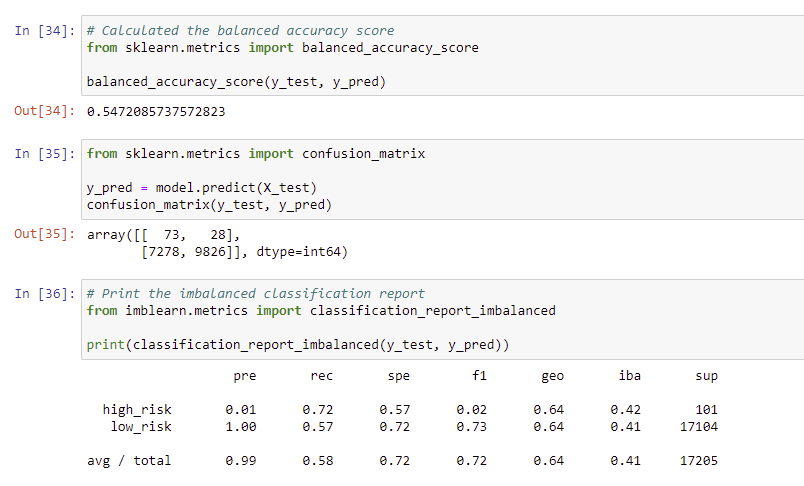 In [34]: # Calculated the balanced accuracy score
from sklearn.metrics import balanced_accuracy_score
balanced_accuracy_score(y_test, y_pred)
Out[34]: 0.5472085737572823
In [35]: from sklearn.metrics import confusion_matrix
y_pred = model.predict(X_test)
confusion_matrix(y_test, y_pred)
Out[35]: array([[  73,   28],
       [7278, 9826]], dtype=int64)
In [36]: # Print the imbalanced classification report
from imblearn.metrics import classification_report_imbalanced
print(classification_report_imbalanced(y_test, y_pred))
pre rec spe f1 geo iba sup
high_risk 0.01 0.72 0.57 0.02 0.64 0.42 101
low_risk 1.00 0.57 0.72 0.73 0.64 0.41 17104
avg / total 0.99 0.58 0.72 0.72 0.64 0.41 17205